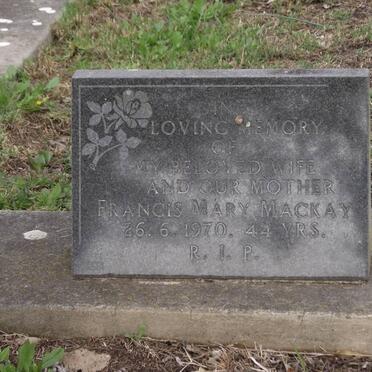 IN
LOVING MEMORY
OF
MY BELOVED WIFE
AND OUR MOTHER
FRANCIS MARY MACKAY
26. 6. 1970. 44 YRS.
R. I. P.